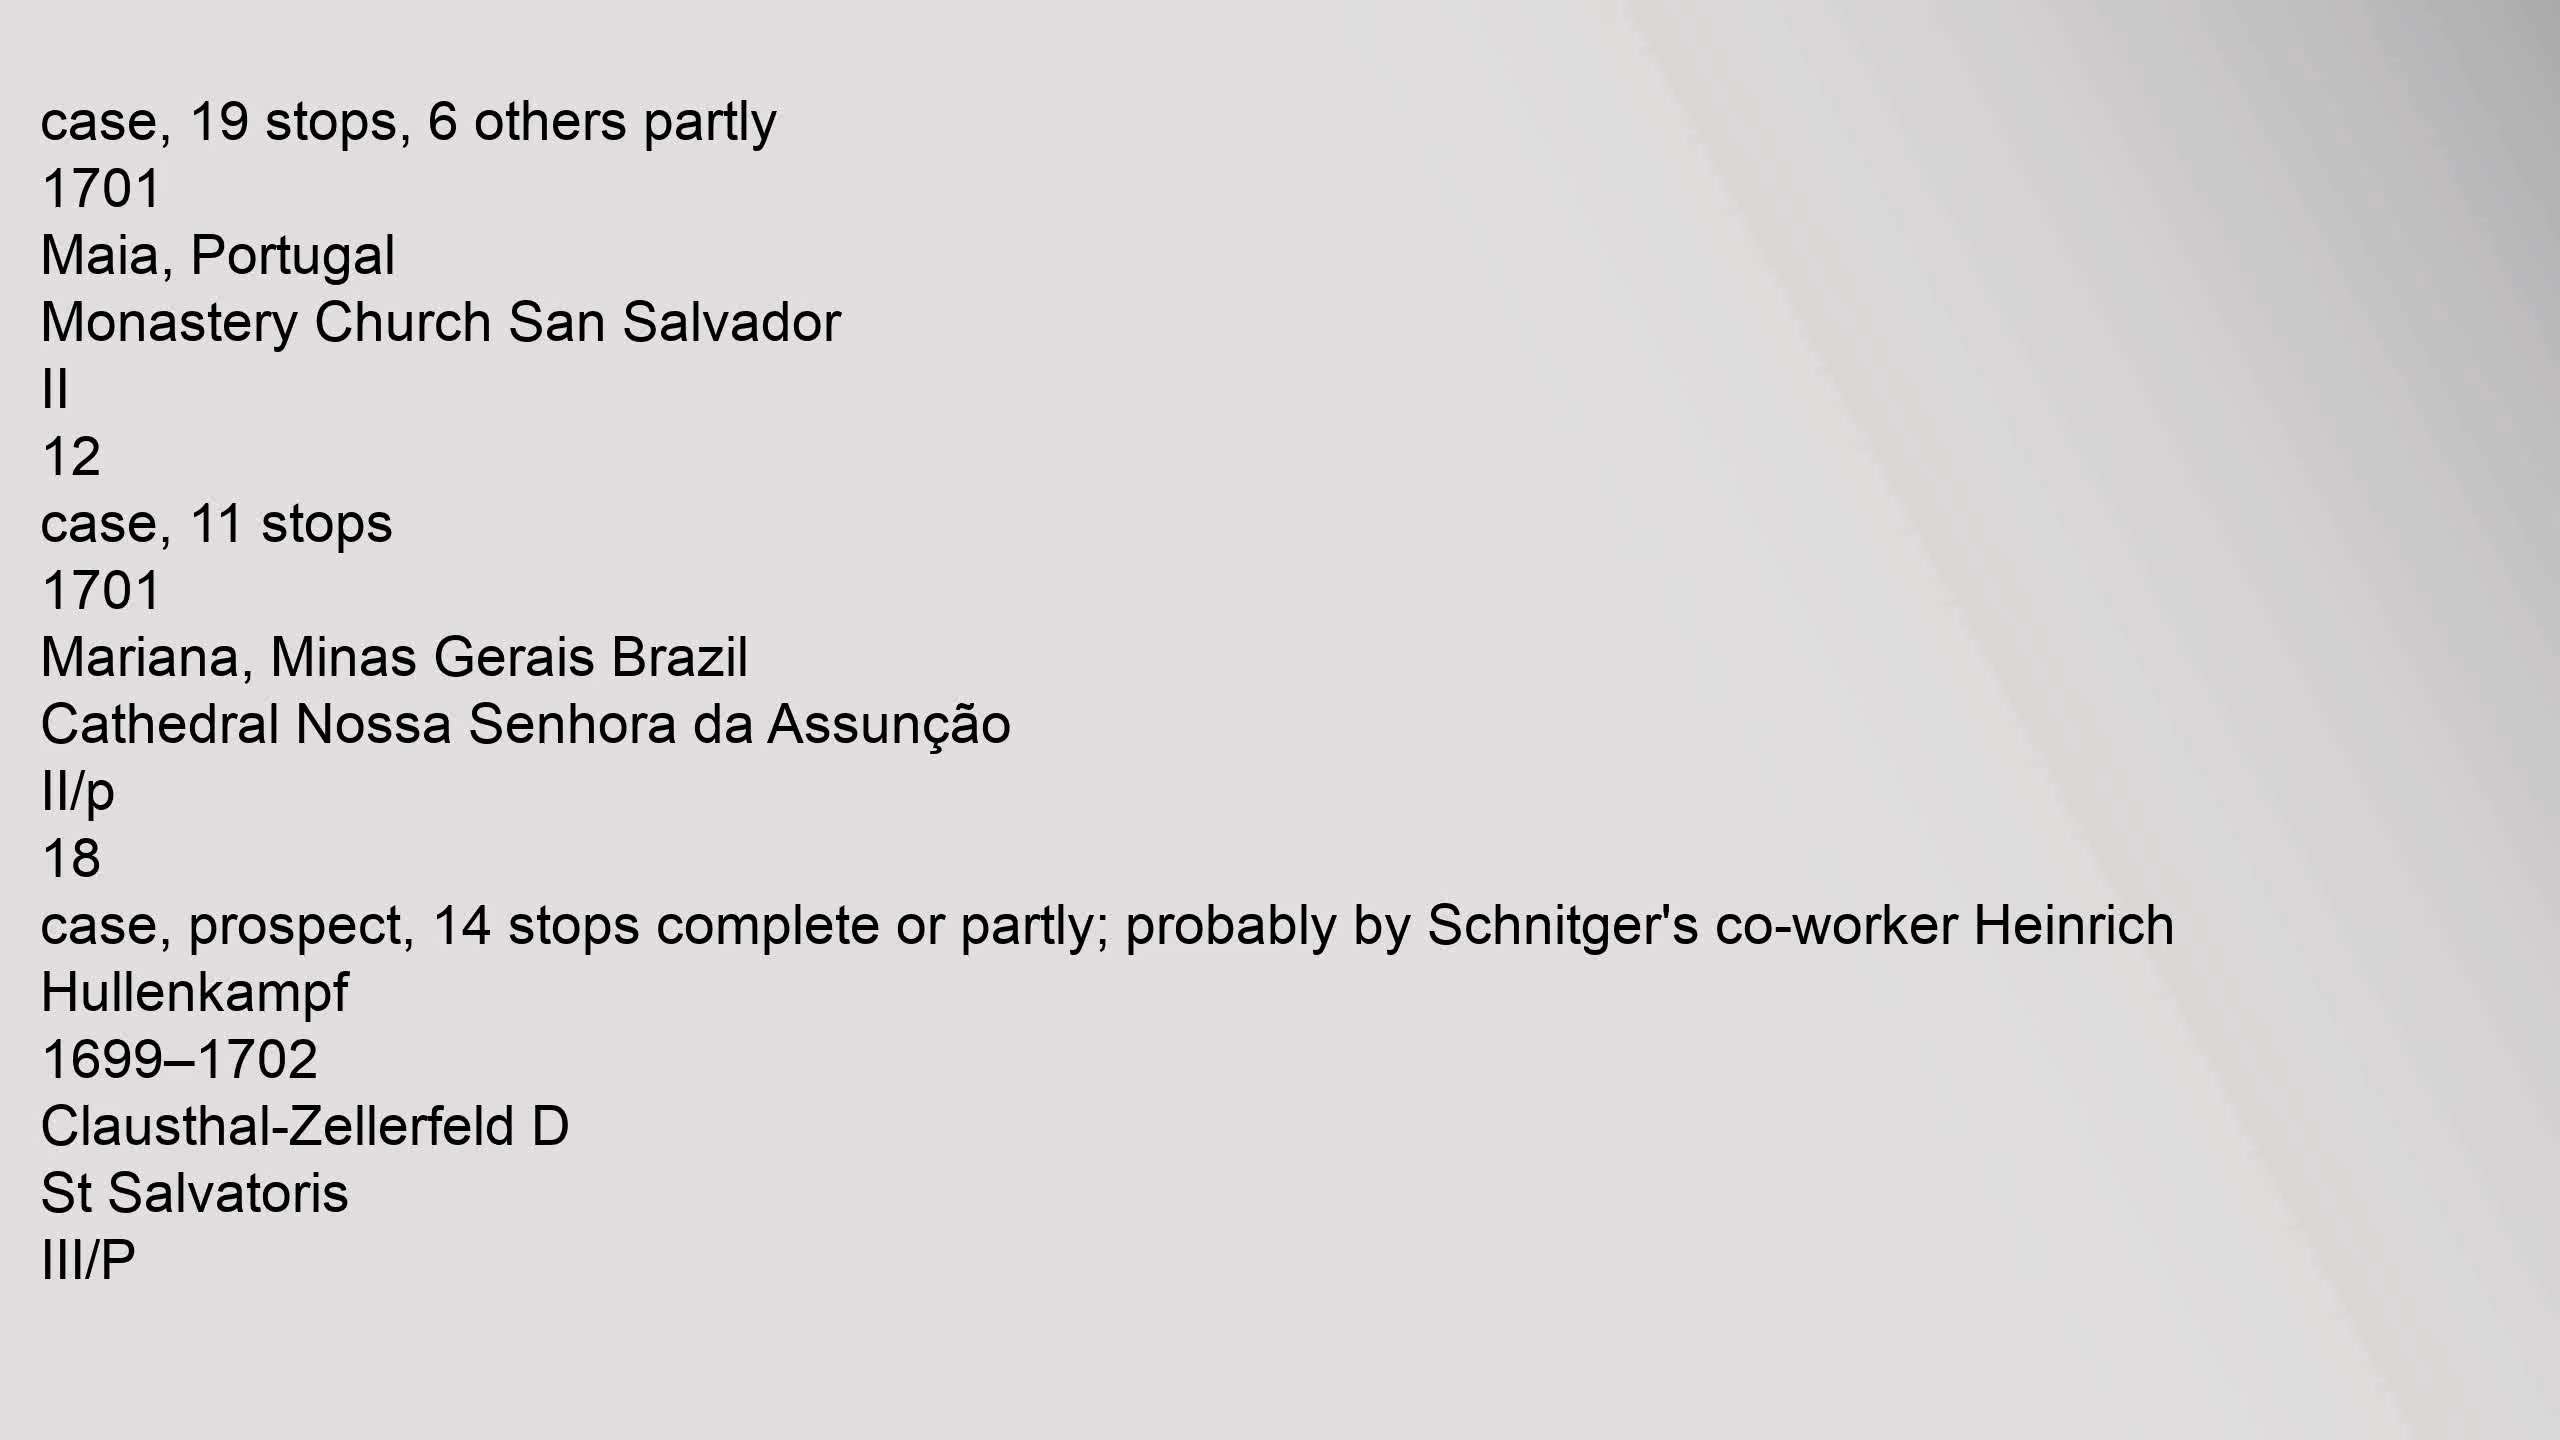 case, 19 stops, 6 others partly
1701
Maia, Portugal
Monastery Church San Salvador
II
12
case, 11 stops
1701
Mariana, Minas Gerais Brazil
Cathedral Nossa Senhora da Assunção
II/p
18
case, prospect, 14 stops complete or partly; probably by Schnitger's co-worker Heinrich
Hullenkampf
1699–1702
Clausthal-Zellerfeld D
St Salvatoris
III/P